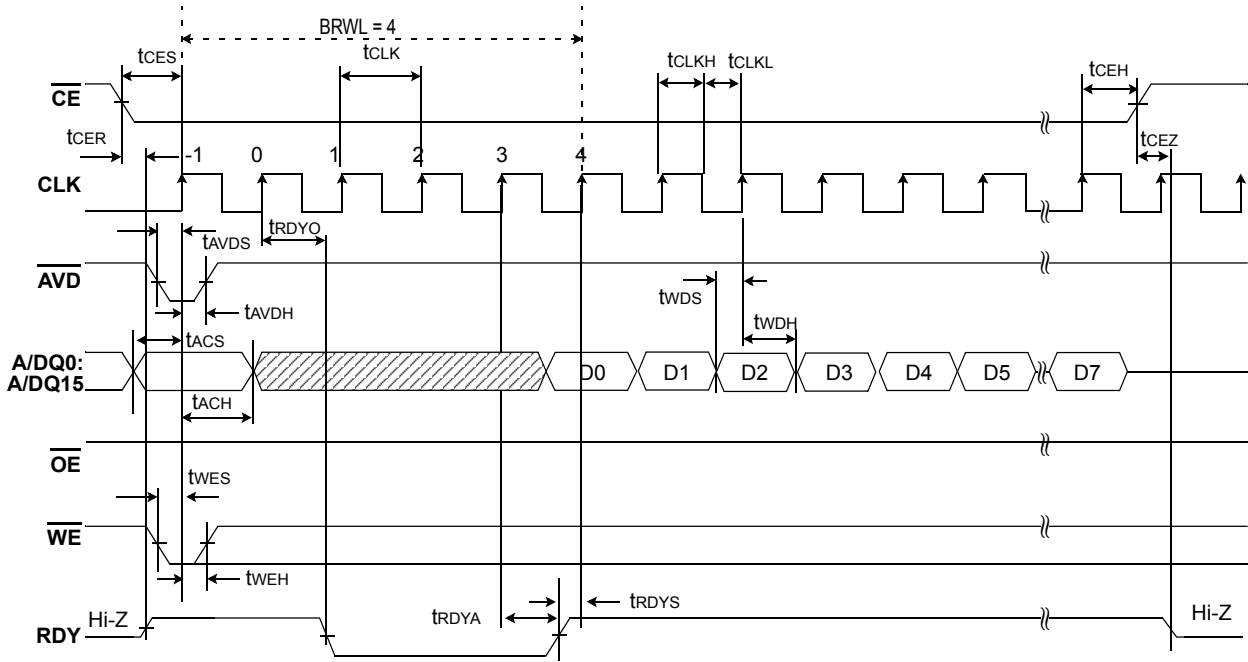 BRWL = 4
tCES
tCLK
tCLKH
tCLKL
tCEH
CE
tCER
tCEZ
-1
0
1
2
3
4
CLK
tRDYO
tAVDS
AVD
tAVDH
tWDS
tWDH
tACS
A/DQ0:
A/DQ15
D0
D1
D2
D3
D4
D5
D7
tACH
OE
tWES
WE
tWEH
tRDYA
tRDYS
Hi-Z
Hi-Z
RDY